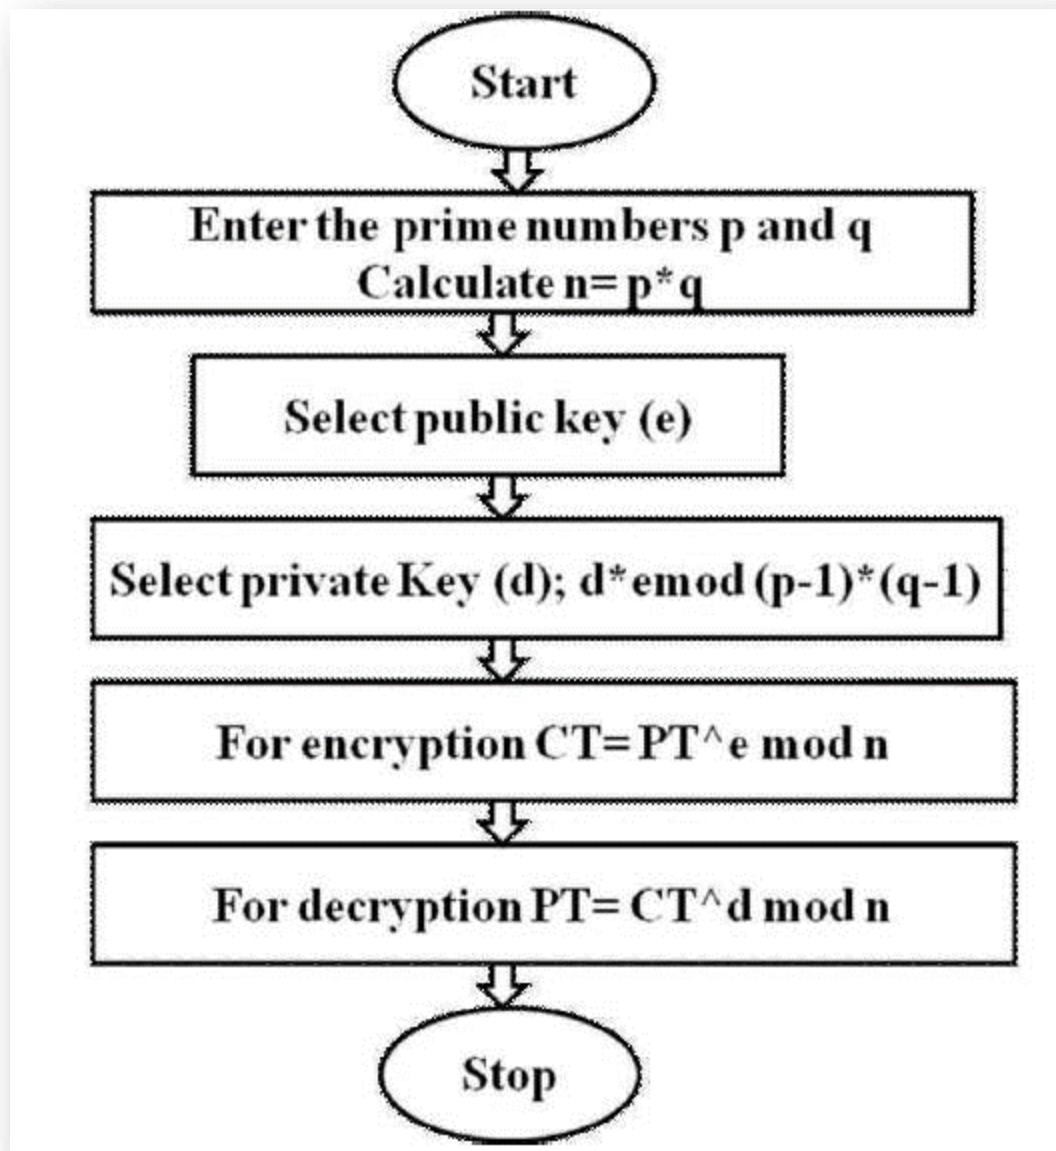 Start
Enter the prime numbers p and q
Calculate n= p*q
Select public key (e)
Select private Key (d); d*emod (p-1)*(q-1)
For encryption CT= PT^e mod n
For decryption PT= CT^d mod n
Stop